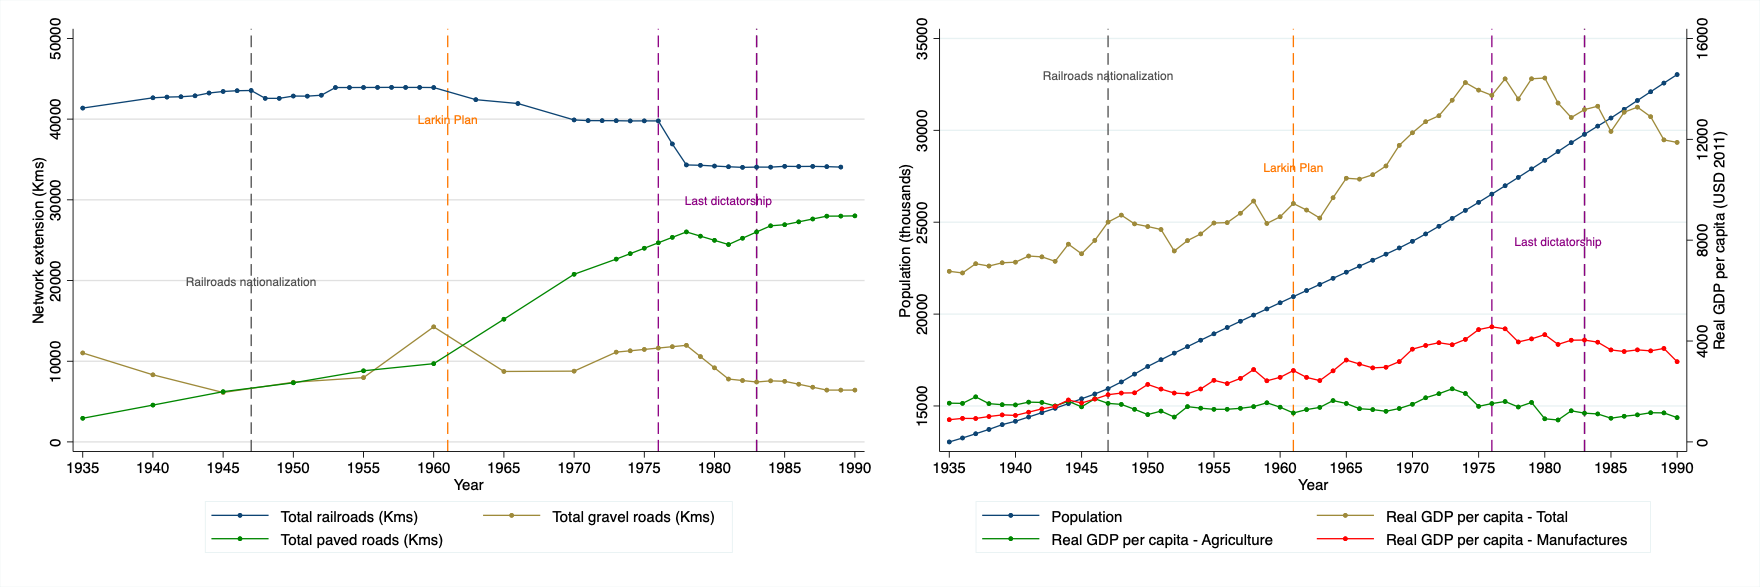 50000
40000
30000
20000
10000
0
Network extension (Kms)
Railroads nationalization
Larkin Plan
Last dictatorship
1935 1940 1945 1950 1955 1960 1965 1970 1975 1980 1985 1990
Year
Total railroads (Kms) Total gravel roads (Kms)
Total paved roads (Kms)
35000
30000
25000
20000
15000
Population (thousands)
Railroads nationalization
Larkin Plan
Last dictatorship
16000
12000
8000
4000
0
Real GDP per capita (USD 2011)
1935 1940 1945 1950 1955 1960 1965 1970 1975 1980 1985 1990
Year
Population Real GDP per capita - Total
Real GDP per capita - Agriculture Real GDP per capita - Manufactures